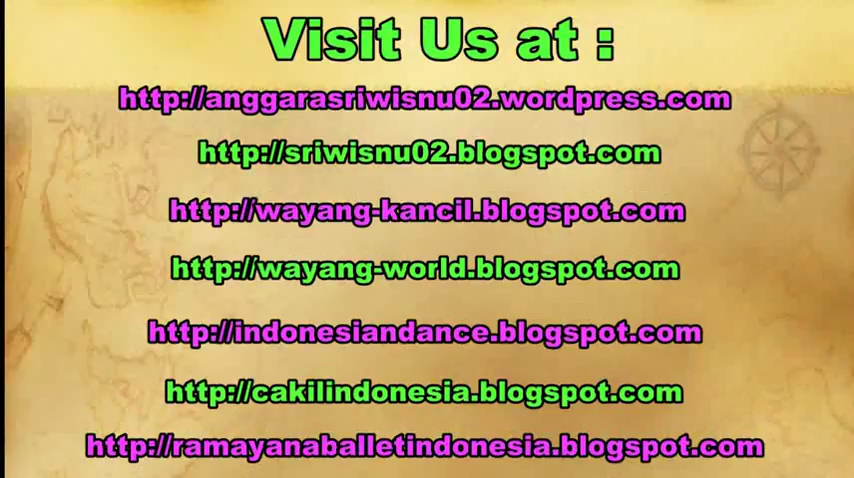 Visit Us at :
http://anggarasriwisnu02.wordpress.com
http://sriwisnu02.blogspot.com
http://wayang-kancil.blogspot.com
http://wayang-world.blogspot.com
http://indonesiandance.blogspot.com
http://cakilindonesia.blogspot.com
http://ramayanaballetindonesia.blogspot.com